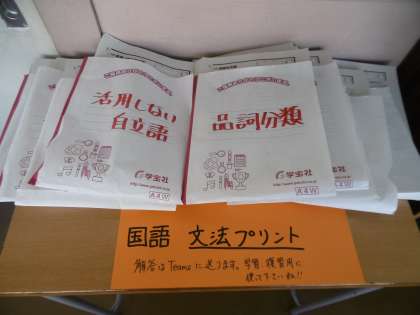 活用しない
自立語
学宝社
A4W
品詞分類
学宝社
A4W
国語 文法プリント
解答はTeamsに送ります。学習、復習用に
使って下さいね!!